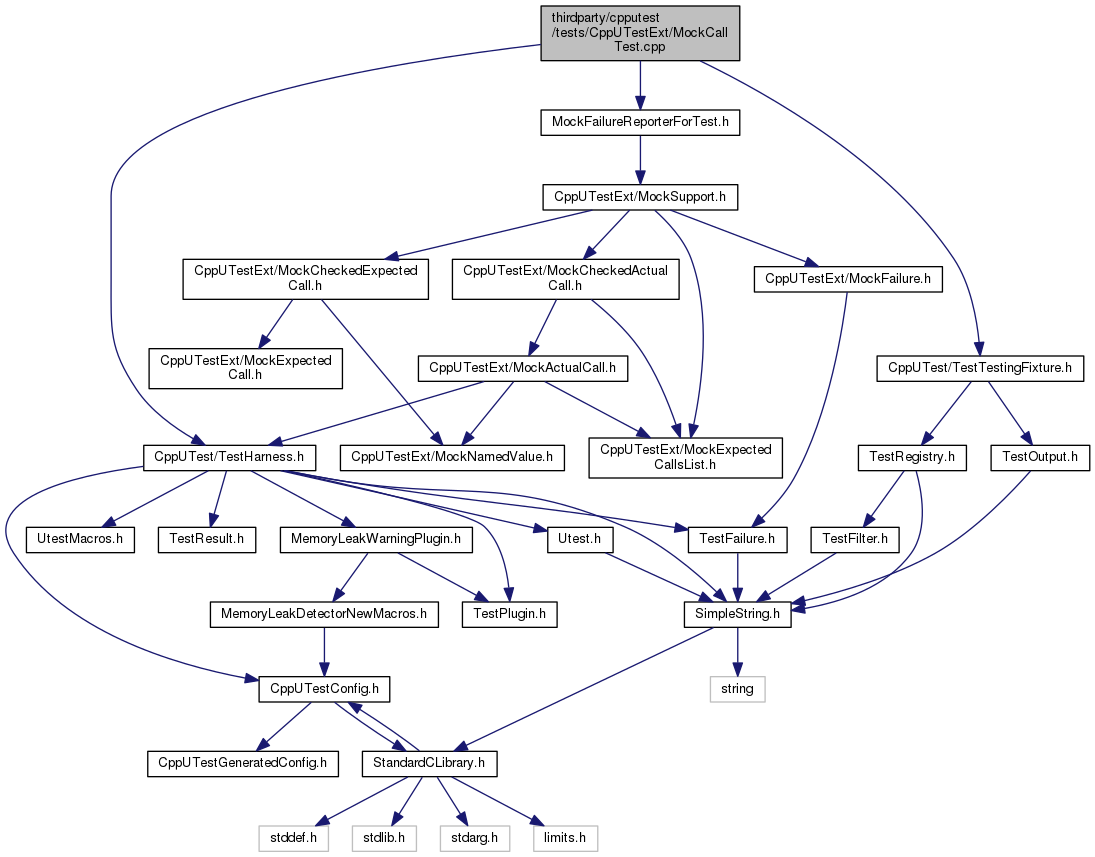 thirdparty/cpputest
/tests/CppUTestExt/MockCall
Test.cpp
MockFailureReporterForTest.h
CppUTestExt/MockSupport.h
CppUTestExt/MockCheckedExpected
Call.h
CppUTestExt/MockCheckedActual
Call.h
CppUTestExt/MockFailure.h
CppUTestExt/MockExpected
Call.h
CppUTestExt/MockActualCall.h
CppUTest/TestTestingFixture.h
CppUTest/TestHarness.h
CppUTestExt/MockNamedValue.h
CppUTestExt/MockExpected
CallsList.h
TestRegistry.h
TestOutput.h
UtestMacros.h
TestResult.h
MemoryLeakWarningPlugin.h
Utest.h
TestFailure.h
TestFilter.h
MemoryLeakDetectorNewMacros.h
TestPlugin.h
SimpleString.h
CppUTestConfig.h
string
CppUTestGeneratedConfig.h
StandardCLibrary.h
stddef.h
stdlib.h
stdarg.h
limits.h